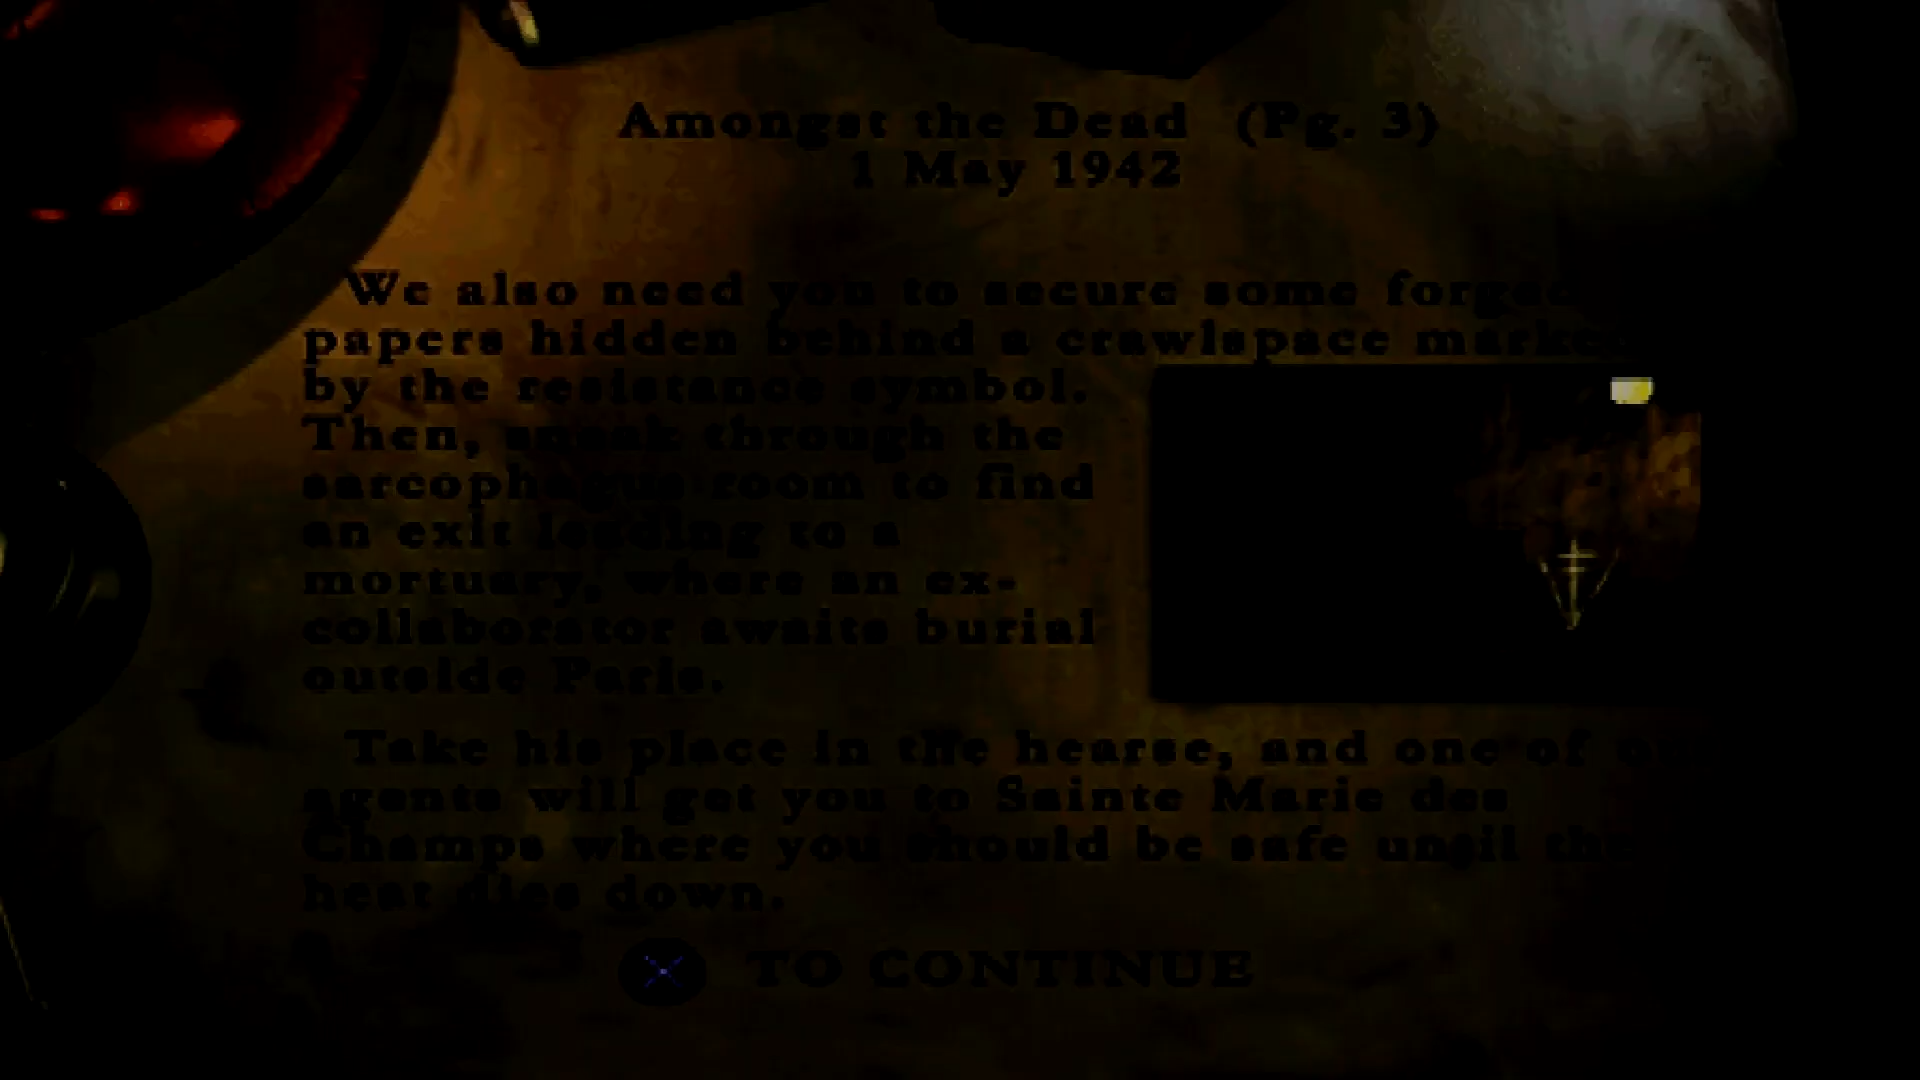 Amongst the Dead (Pg. 3)
1 May 1942
We also need you to secure some forged
papers hidden behind a crawlspace marked
by the resistance symbol.
Then, sneak through the
sarcophagus room to find
an exit leading to a
mortuary, where an ex-
collaborator awaits burial
outside Paris.
Take his place in the hearse, and one of our
agents will get you to Sainte Marie des
Champs where you should be safe until the
heat dies down.
TO CONTINUE